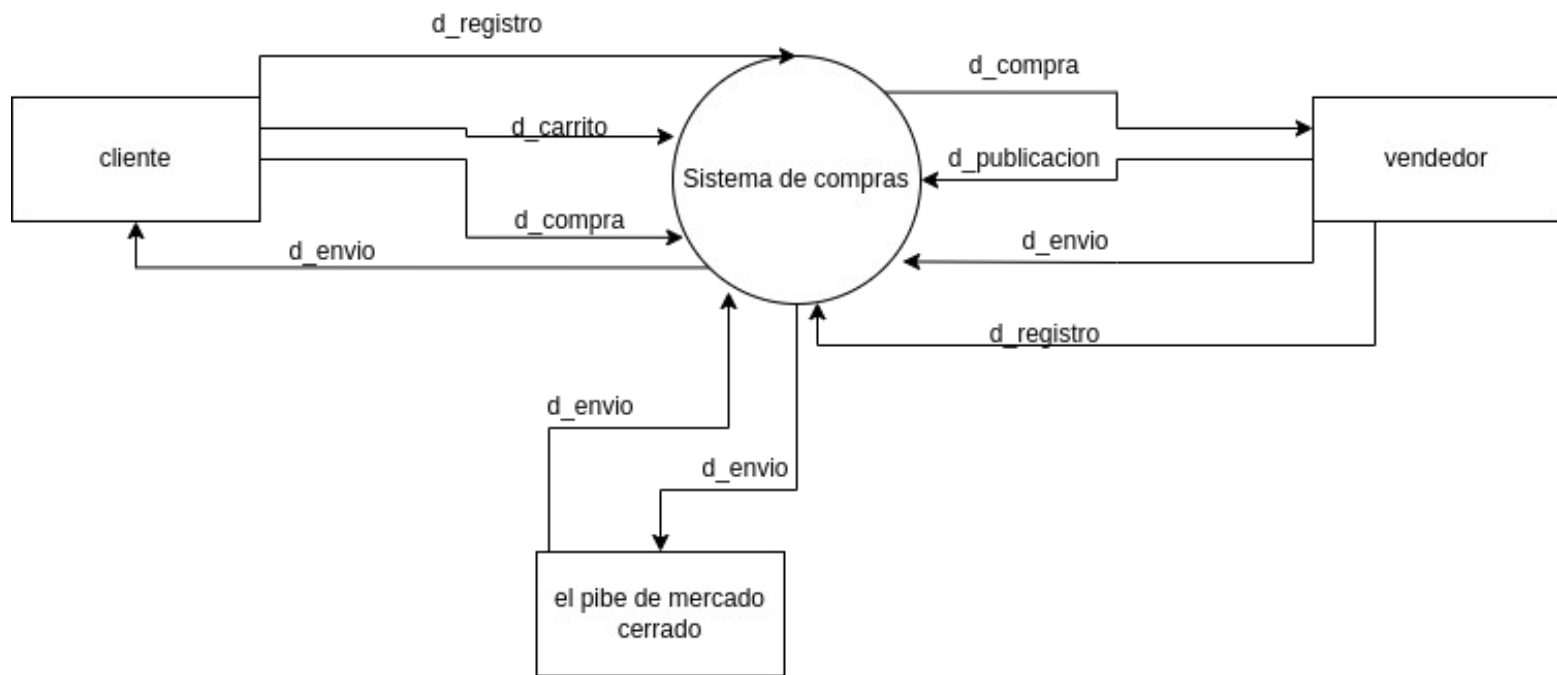 d_registro
d_compra
cliente
d_carrito
Sistema de compras
d_publicacion
vendedor
d_compra
d_envio
d_envio
d_registro
d_envio
d_envio
el pibe de mercado
cerrado